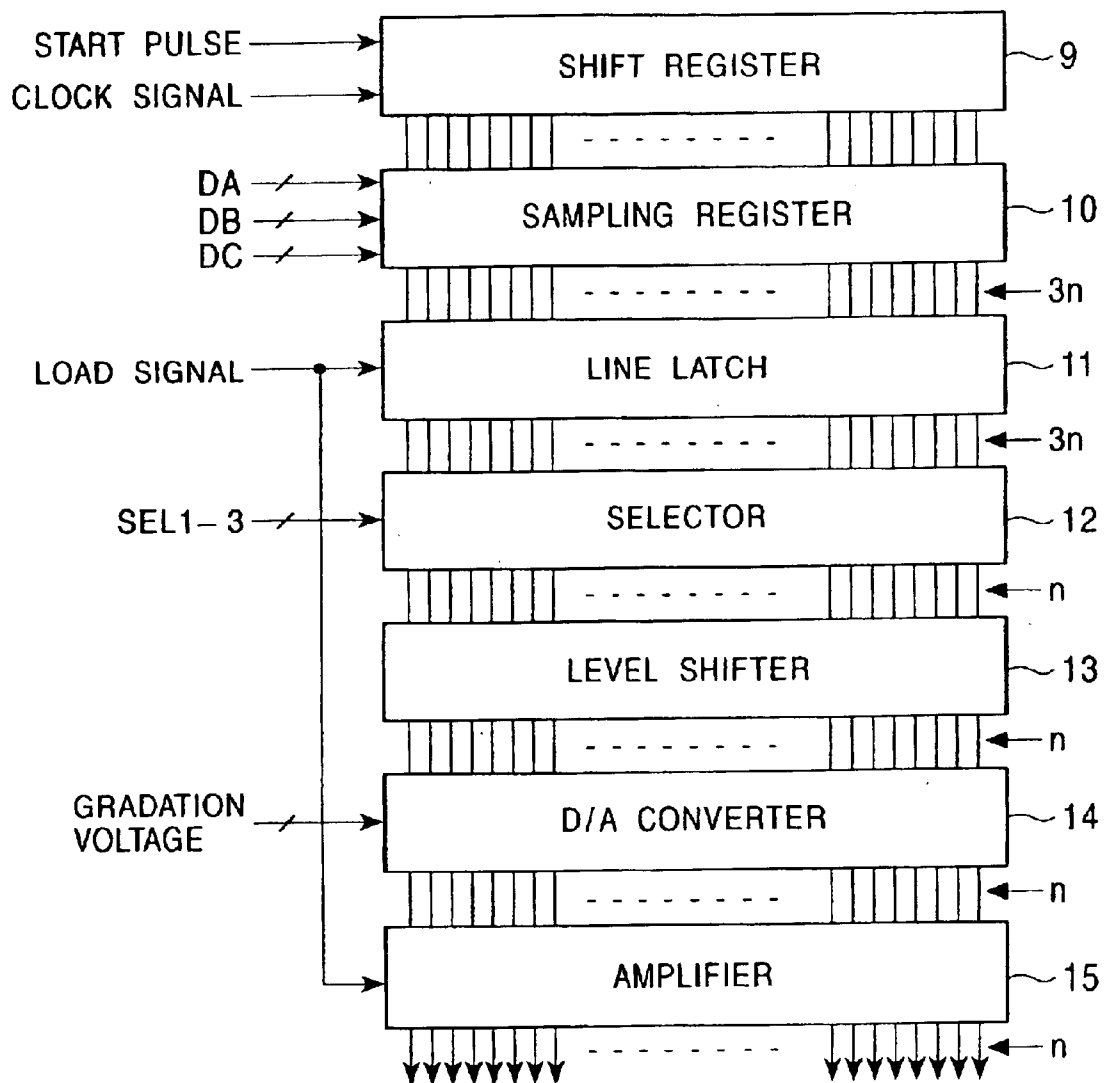 START PULSE
SHIFT REGISTER
9
CLOCK SIGNAL
DA
DB
DC
SAMPLING REGISTER
10
3n
LOAD SIGNAL
LINE LATCH
11
3n
SEL1-3
SELECTOR
12
n
LEVEL SHIFTER
13
n
GRADATION
VOLTAGE
D/A CONVERTER
14
n
AMPLIFIER
15
n